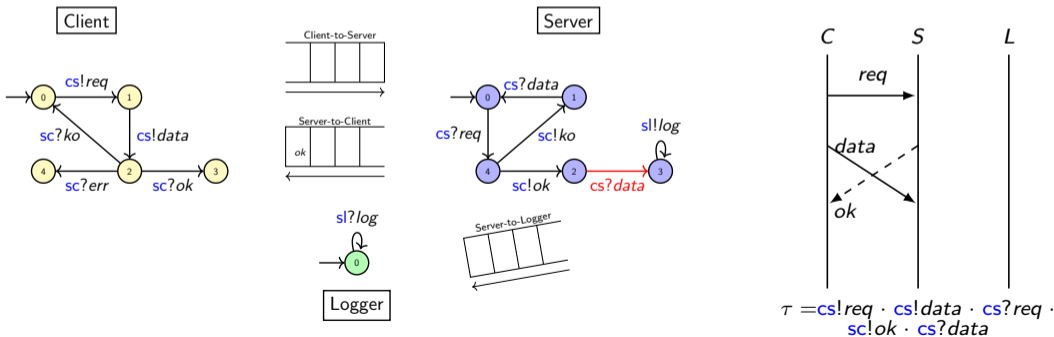 Client
cs!req
0
1
sc?ko
cs!data
4
2
3
sc?err
sc?ok
Client-to-Server
Server-to-Client
ok
sl?log
0
Logger
Server
cs?data
0
1
cs?req
sc!ko
sl!log
4
2
3
sc!ok
cs?data
Server-to-Logger
C S L
req
data
ok
τ =cs!req · cs!data · cs?req ·
sc!ok · cs?data